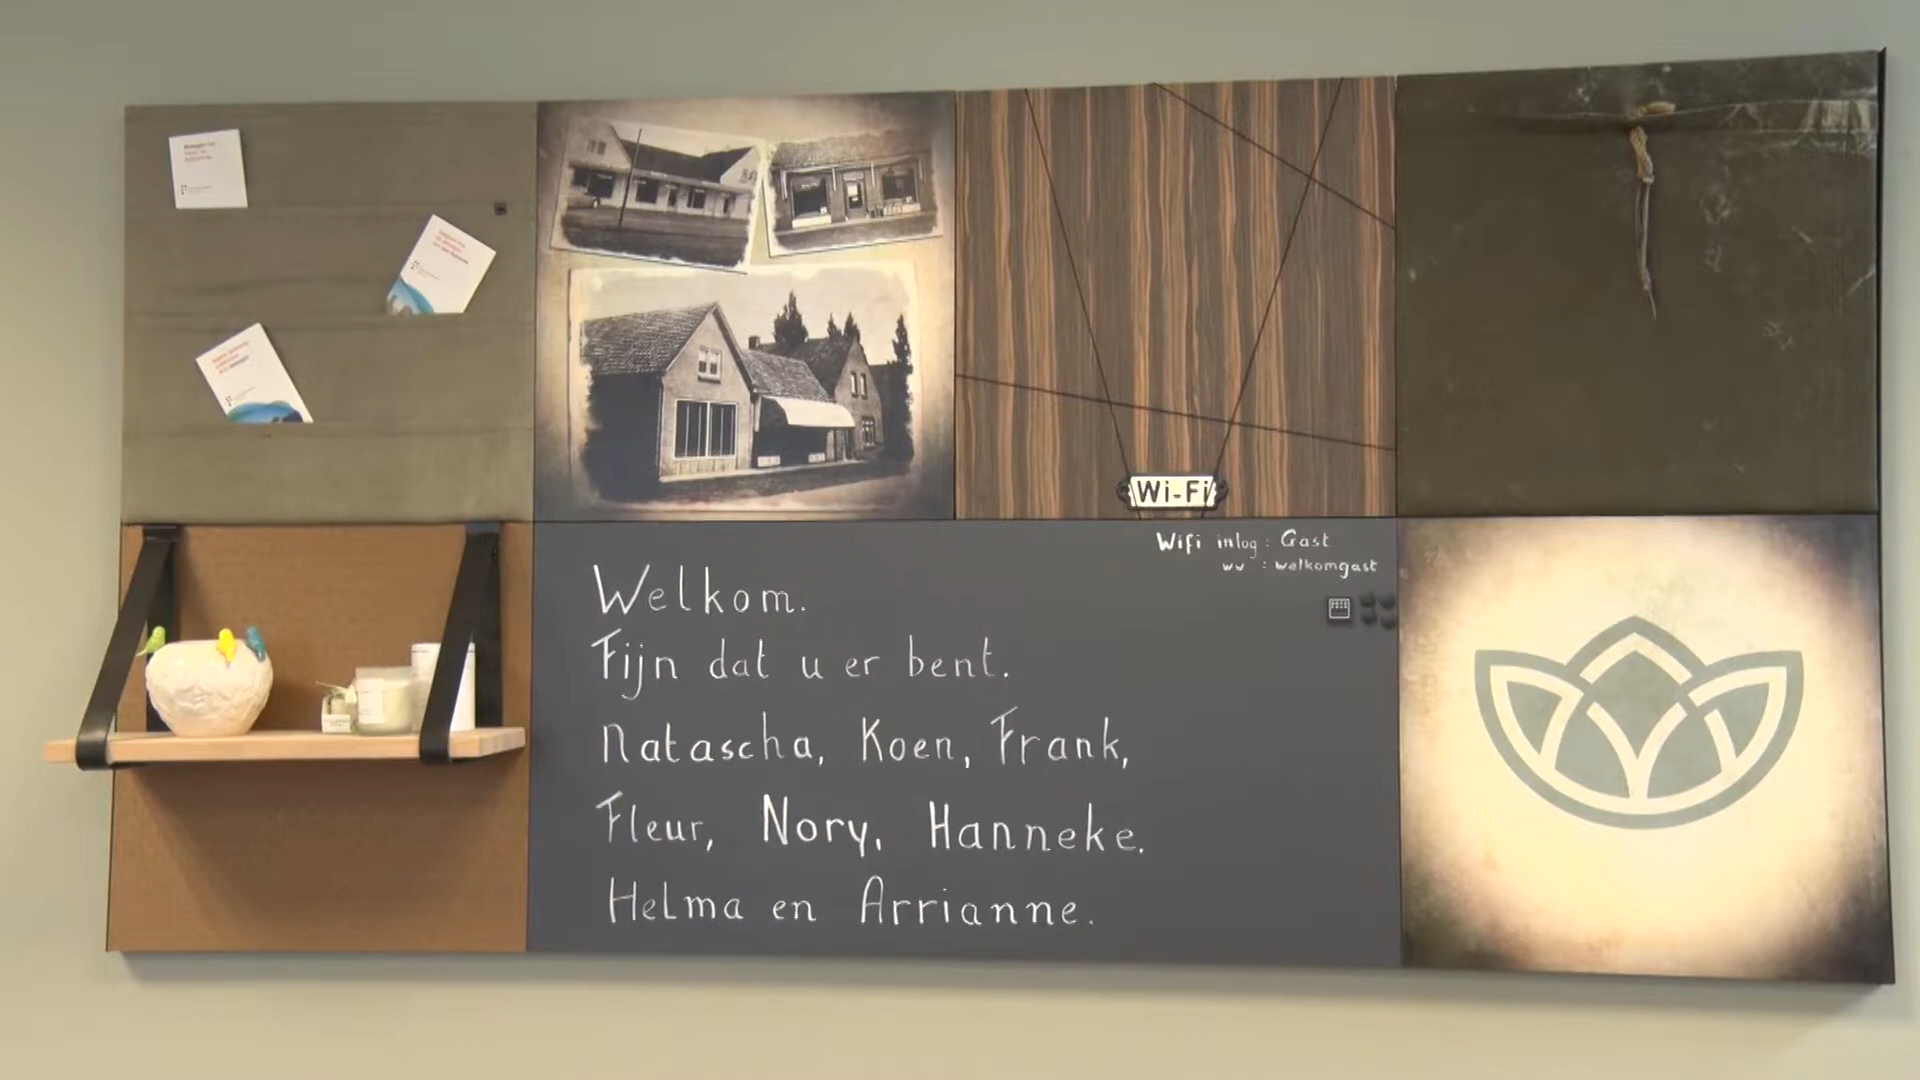 Wi-Fi
Wifi inlog : Gast
ww : welkomgast
Welkom.
Fijn dat u er bent.
Natascha, Koen, Frank,
Fleur, Nory, Hanneke.
Helma en Arrianne.